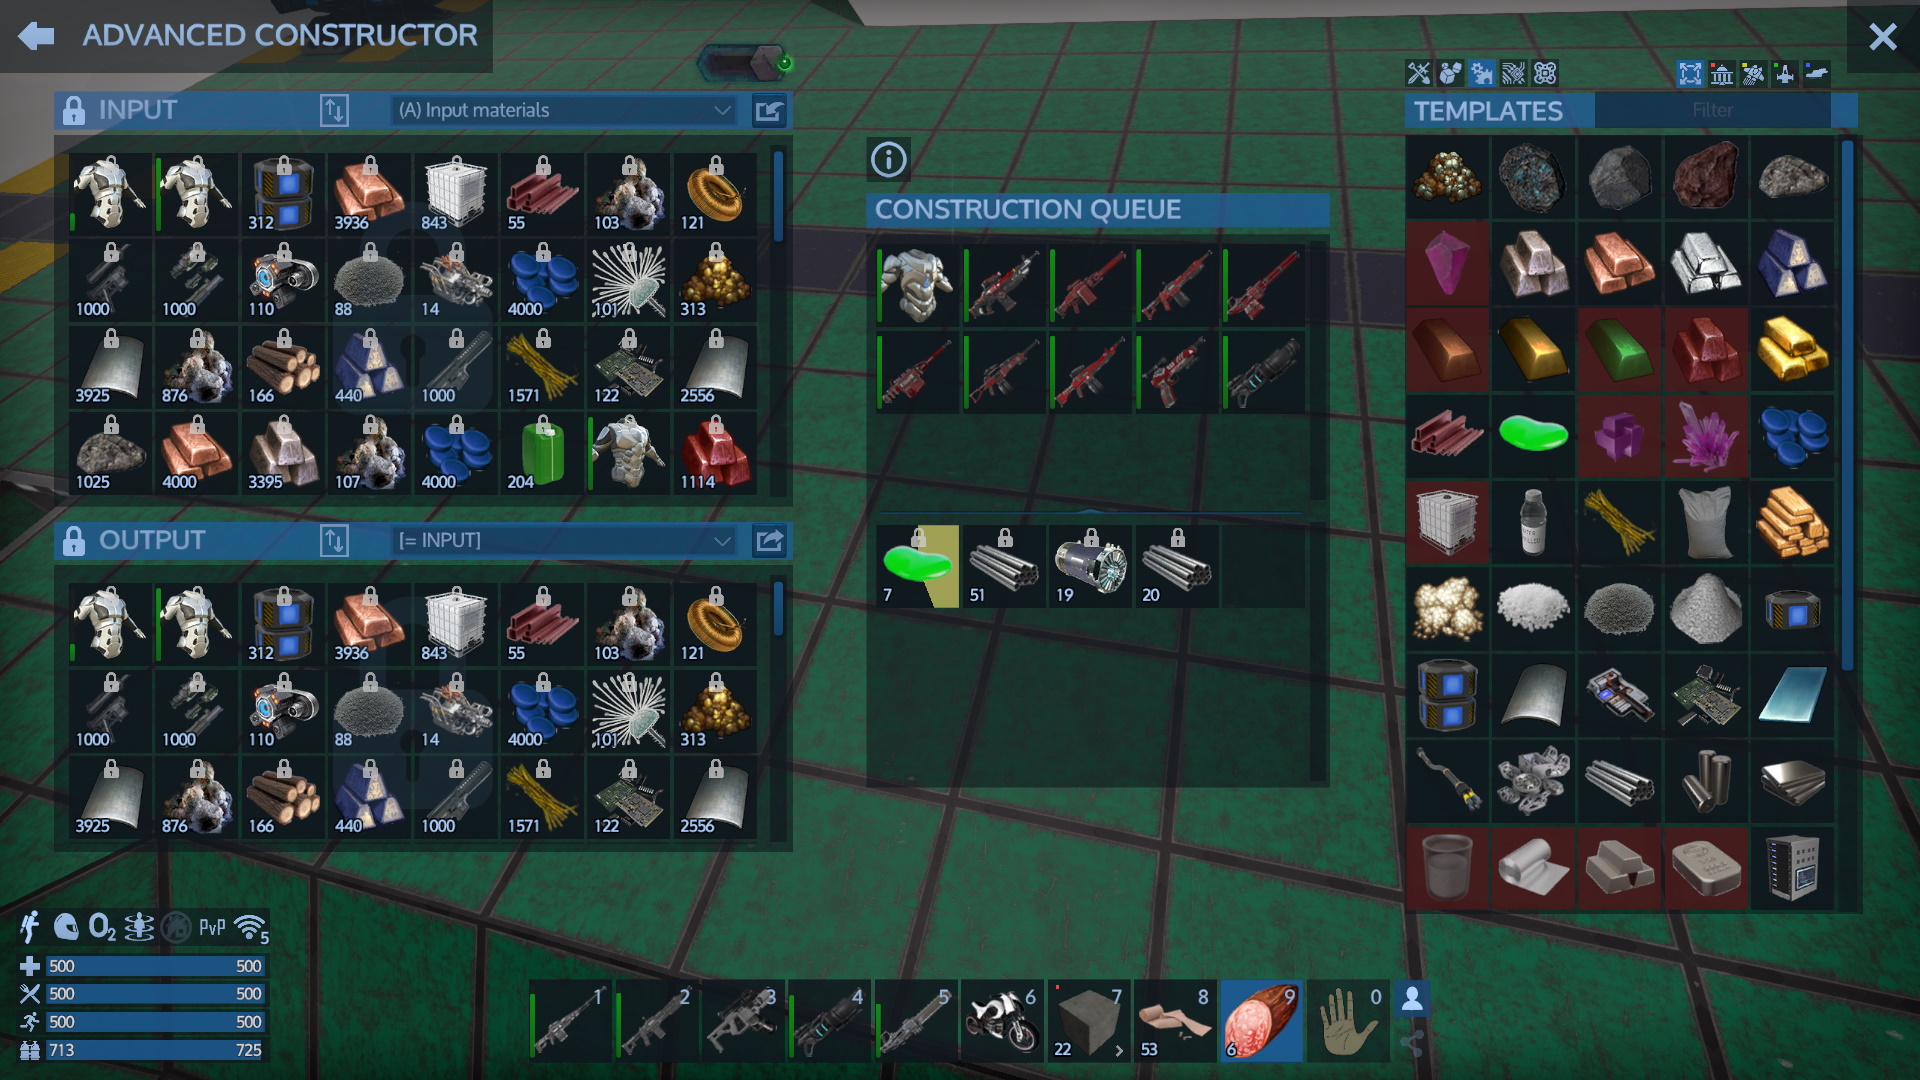 ADVANCED CONSTRUCTOR
INPUT
(A) Input materials
312 3936 843 55 103 121
1000 1000 110 88 14 4000 101 313
3925 876 166 440 1000 1571 122 2556
1025 4000 3395 107 4000 204 1114
OUTPUT
[= INPUT]
312 3936 843 55 103 121
1000 1000 110 88 14 4000 101 313
3925 876 166 440 1000 1571 122 2556
CONSTRUCTION QUEUE
7 51 19 20
TEMPLATES
Filter
O2 PvP 5
500 500
500 500
500 500
713 725
1 2 3 4 5 6 7 8 9 0
22 53 6